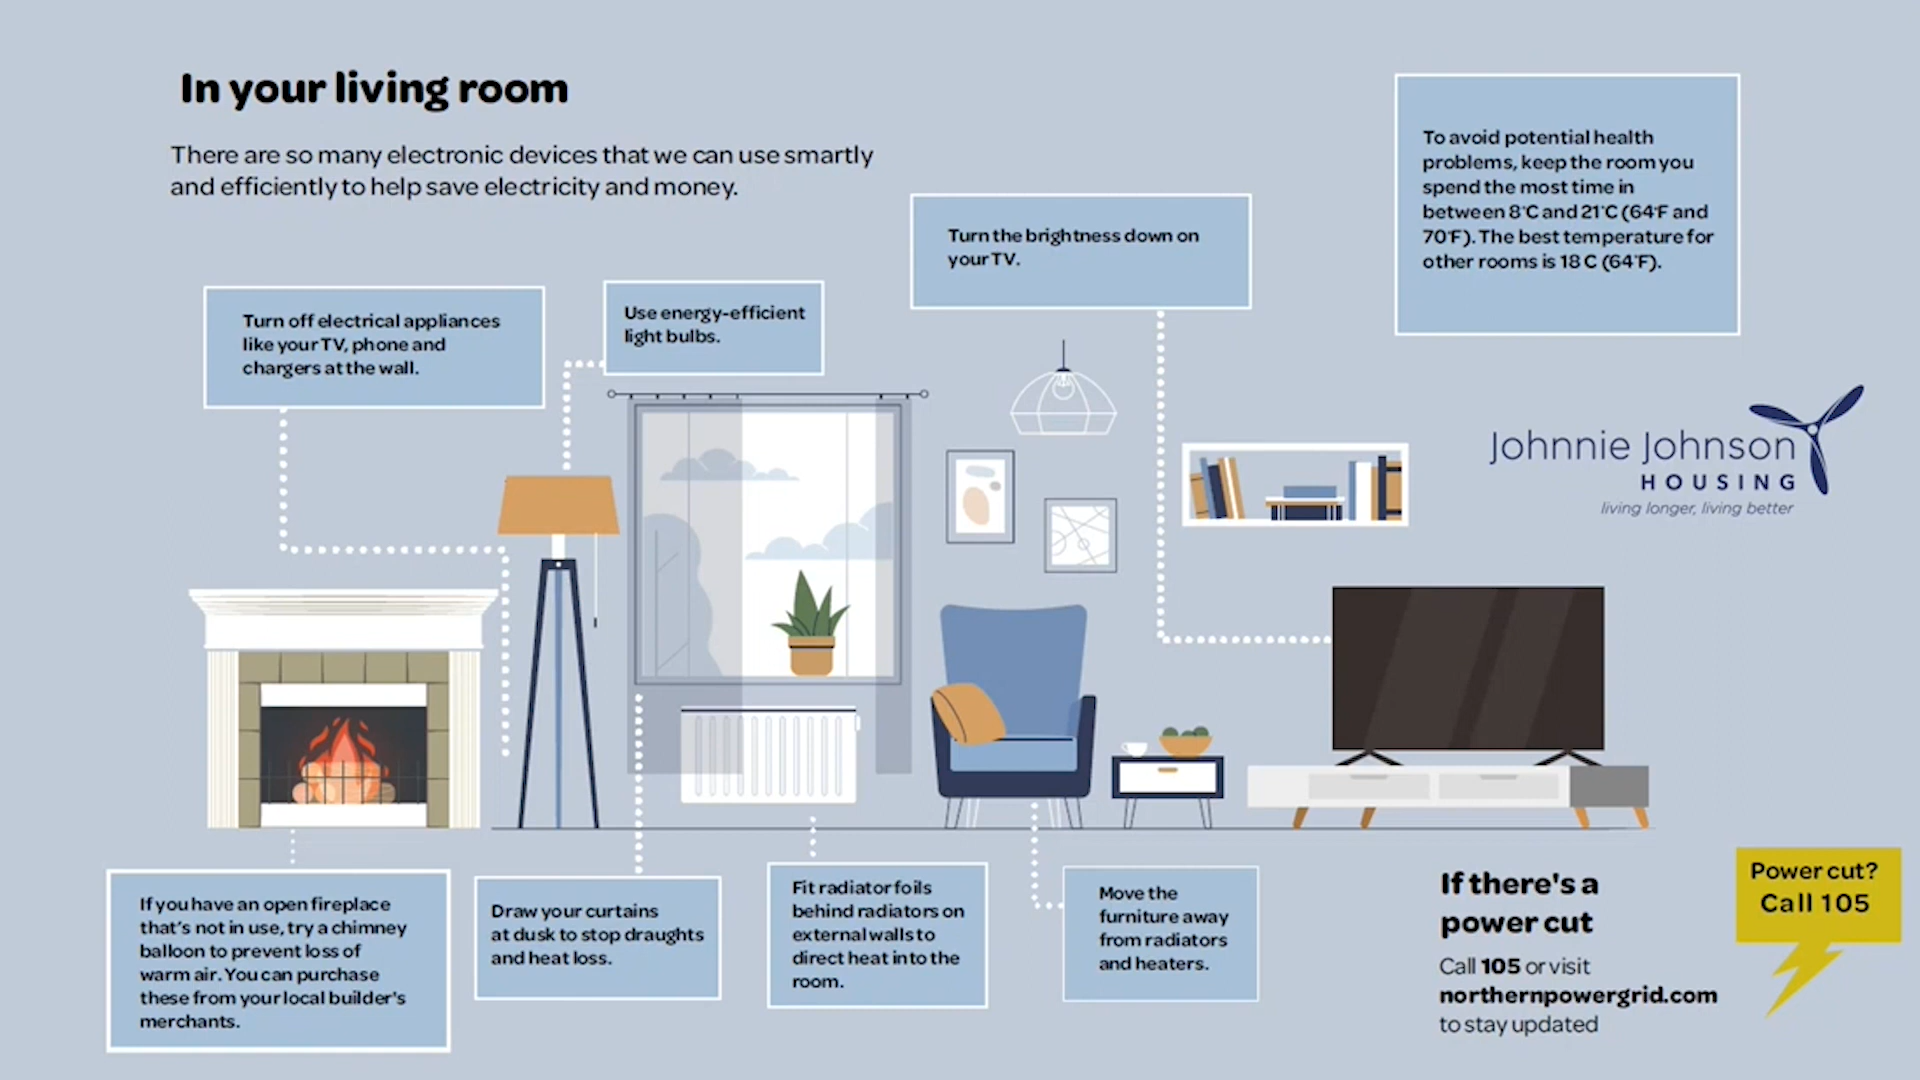 In your living room
There are so many electronic devices that we can use smartly
and efficiently to help save electricity and money.
To avoid potential health
problems, keep the room you
spend the most time in
between 8°C and 21°C (64°F and
70°F). The best temperature for
other rooms is 18 C (64°F).
Turn the brightness down on
your TV.
Turn off electrical appliances
like your TV, phone and
chargers at the wall.
Use energy-efficient
light bulbs.
Johnnie Johnson
HOUSING
living longer, living better
If you have an open fireplace
that's not in use, try a chimney
balloon to prevent loss of
warm air. You can purchase
these from your local builder's
merchants.
Draw your curtains
at dusk to stop draughts
and heat loss.
Fit radiator foils
behind radiators on
external walls to
direct heat into the
room.
Move the
furniture away
from radiators
and heaters.
If there's a
power cut
Call 105 or visit
northernpowergrid.com
to stay updated
Power cut?
Call 105